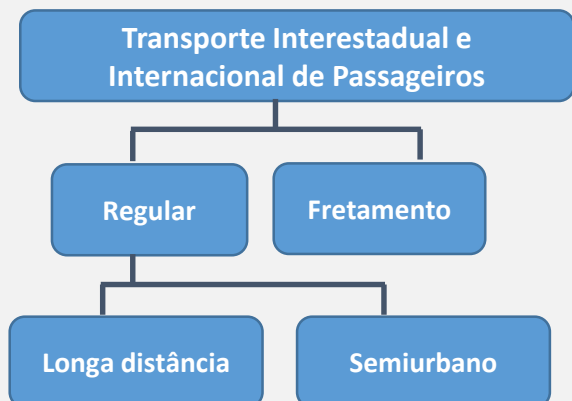 Transporte Interestadual e
Internacional de Passageiros
Regular
Fretamento
Longa distância
Semiurbano